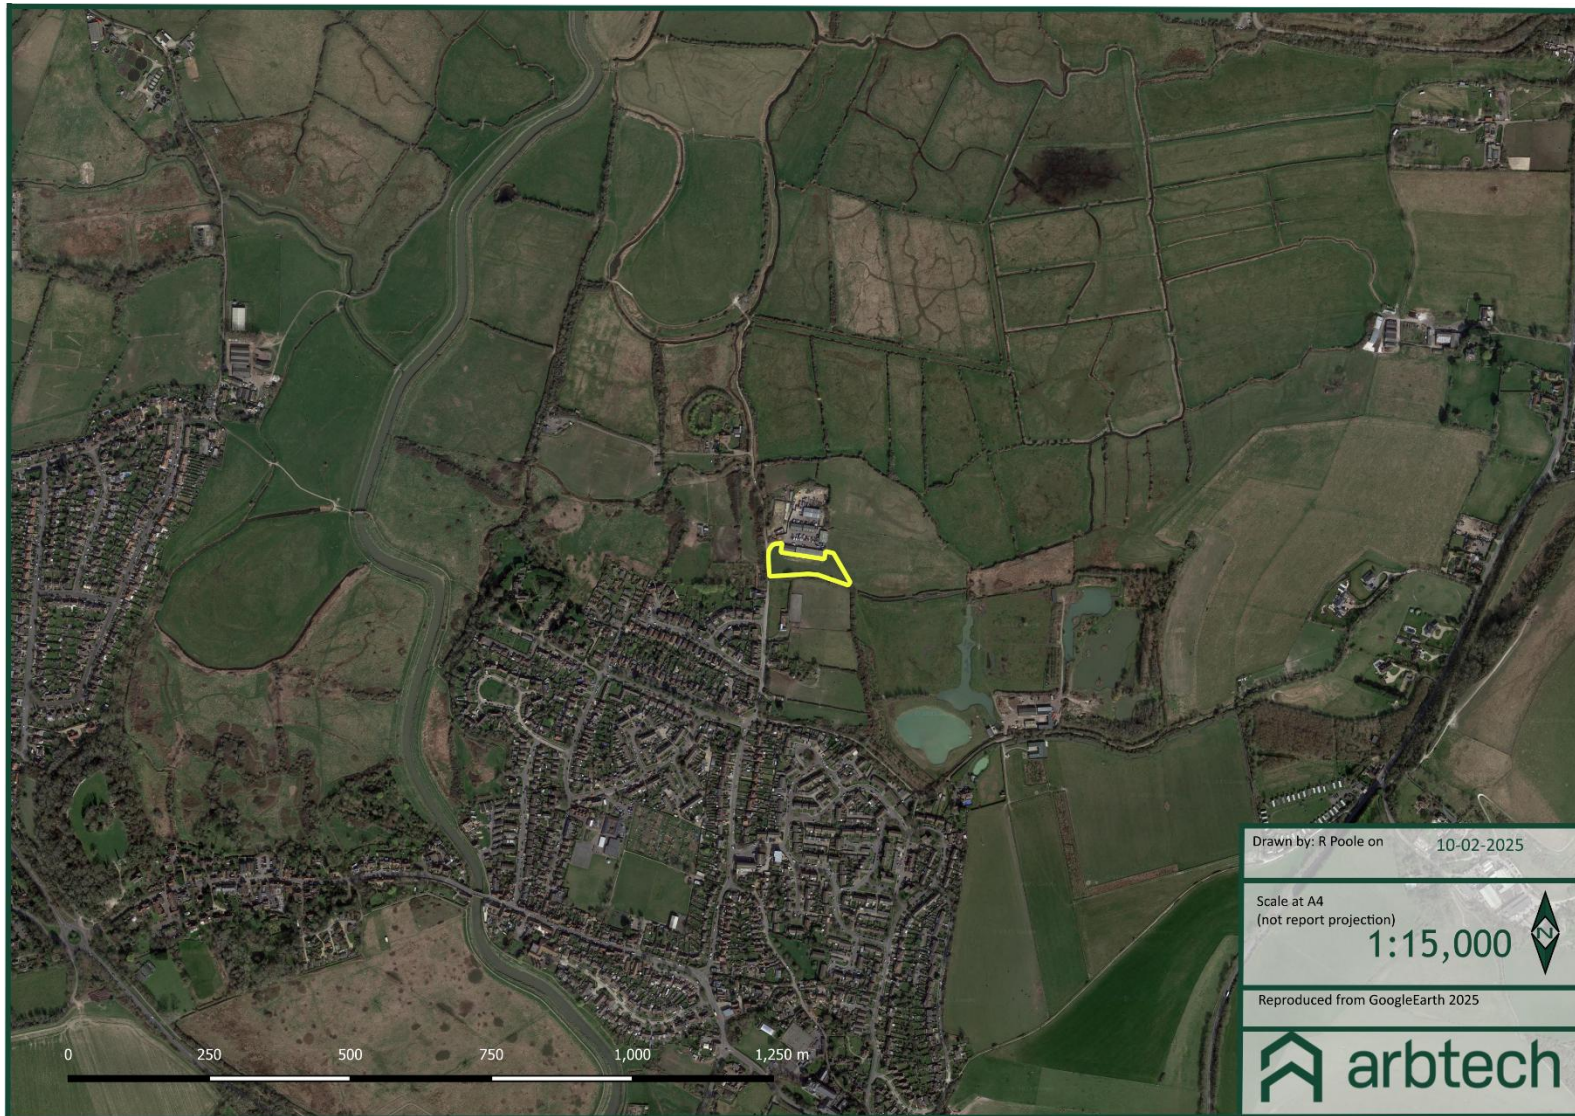 Drawn by: R Poole on 10-02-2025
Scale at A4
(not report projection)
1:15,000
N
Reproduced from GoogleEarth 2025
arbtech
0 250 500 750 1,000 1,250 m